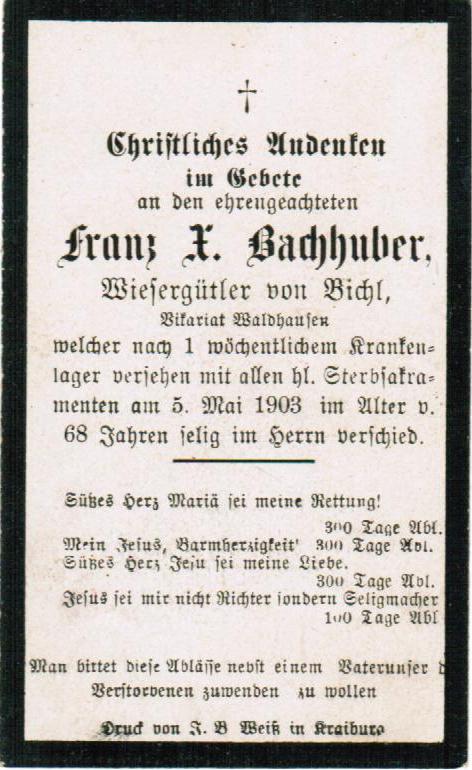 Christliches Andenken
im Gebete
an den ehrengeachteten
Franz X. Bachhuber,
Wiesergütler von Bichl,
Vikariat Waldhausen
welcher nach 1 wöchentlichem Kranken-
lager versehen mit allen hl. Sterbsakra-
menten am 5. Mai 1903 im Alter v.
68 Jahren selig im Herrn verschied.
Süßes Herz Mariä sei meine Rettung!
300 Tage Abl.
Mein Jesus, Barmherzigkeit! 300 Tage Abl.
Süßes Herz Jesu sei meine Liebe.
300 Tage Abl.
Jesus sei mir nicht Richter sondern Seligmacher
100 Tage Abl
Man bittet diese Ablässe nebst einem Vaterunser d
Verstorbenen zuwenden zu wollen
Druck von J. B Weiß in Kraiburg